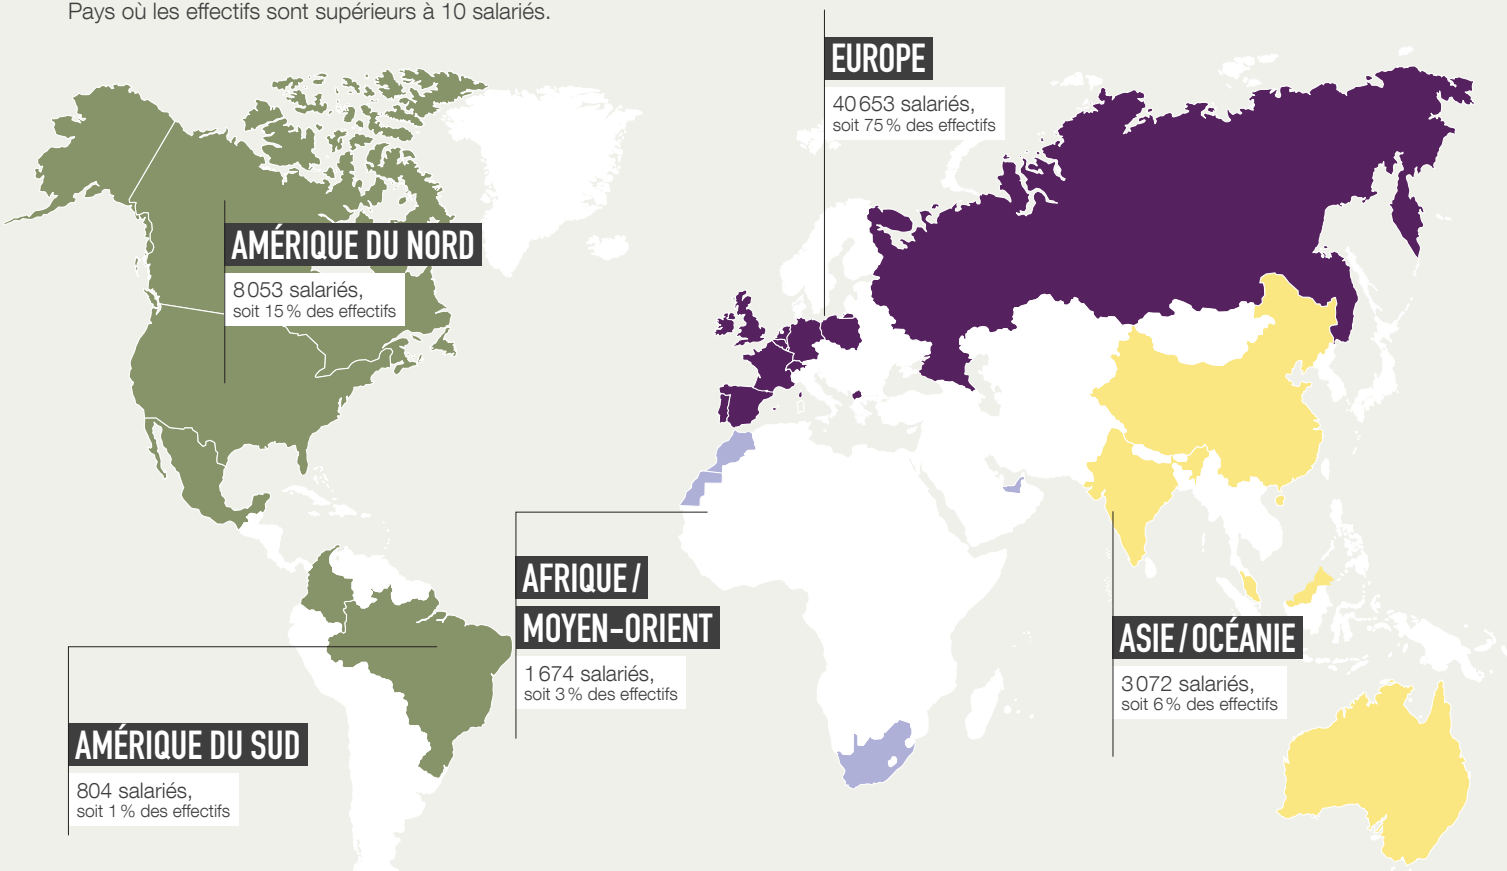 Pays où les effectifs sont supérieurs à 10 salariés.
EUROPE
40 653 salariés,
soit 75 % des effectifs
AMÉRIQUE DU NORD
8 053 salariés,
soit 15 % des effectifs
AFRIQUE /
MOYEN-ORIENT
1 674 salariés,
soit 3 % des effectifs
ASIE / OCÉANIE
3 072 salariés,
soit 6 % des effectifs
AMÉRIQUE DU SUD
804 salariés,
soit 1 % des effectifs